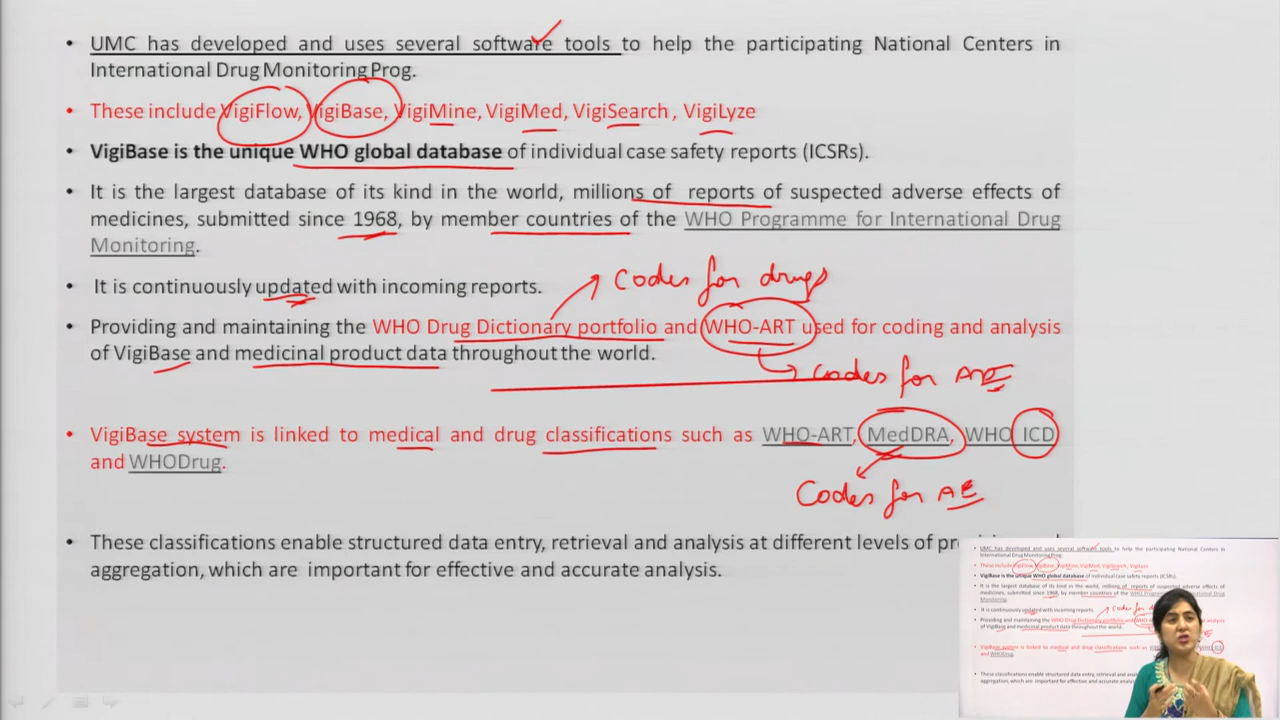 • UMC has developed and uses several software tools to help the participating National Centers in
International Drug Monitoring Prog.
• These include VigiFlow, VigiBase, VigiMine, VigiMed, VigiSearch , VigiLyze
• VigiBase is the unique WHO global database of individual case safety reports (ICSRs).
• It is the largest database of its kind in the world, millions of reports of suspected adverse effects of
medicines, submitted since 1968, by member countries of the WHO Programme for International Drug
Monitoring.
Codes for drugs
• It is continuously updated with incoming reports.
• Providing and maintaining the WHO Drug Dictionary portfolio and WHO-ART used for coding and analysis
of VigiBase and medicinal product data throughout the world.
codes for
• VigiBase system is linked to medical and drug classifications such as WHO-ART, MedDRA, WHO ICD
and WHODrug.
Codes for AE
• These classifications enable structured data entry, retrieval and analysis at different levels of
aggregation, which are important for effective and accurate analysis.